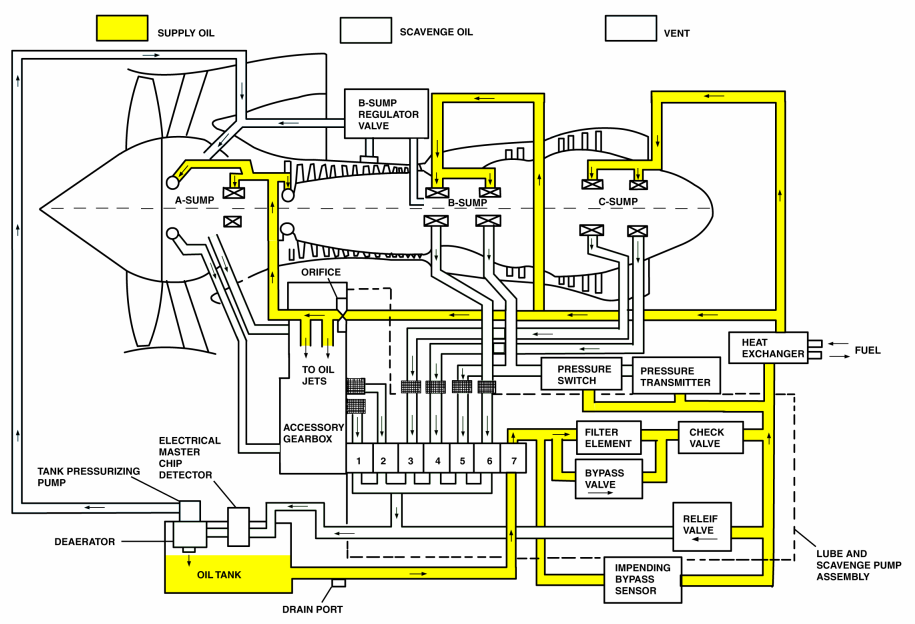 SUPPLY OIL
SCAVENGE OIL
VENT
B-SUMP
REGULATOR
VALVE
A-SUMP
B-SUMP
C-SUMP
ORIFICE
TO OIL
JETS
HEAT
EXCHANGER
FUEL
PRESSURE
SWITCH
PRESSURE
TRANSMITTER
ACCESSORY
GEARBOX
FILTER
ELEMENT
CHECK
VALVE
ELECTRICAL
MASTER
CHIP
DETECTOR
1 2 3 4 5 6 7
TANK PRESSURIZING
PUMP
BYPASS
VALVE
RELEIF
VALVE
DEAERATOR
LUBE AND
SCAVENGE PUMP
ASSEMBLY
OIL TANK
IMPENDING
BYPASS
SENSOR
DRAIN PORT